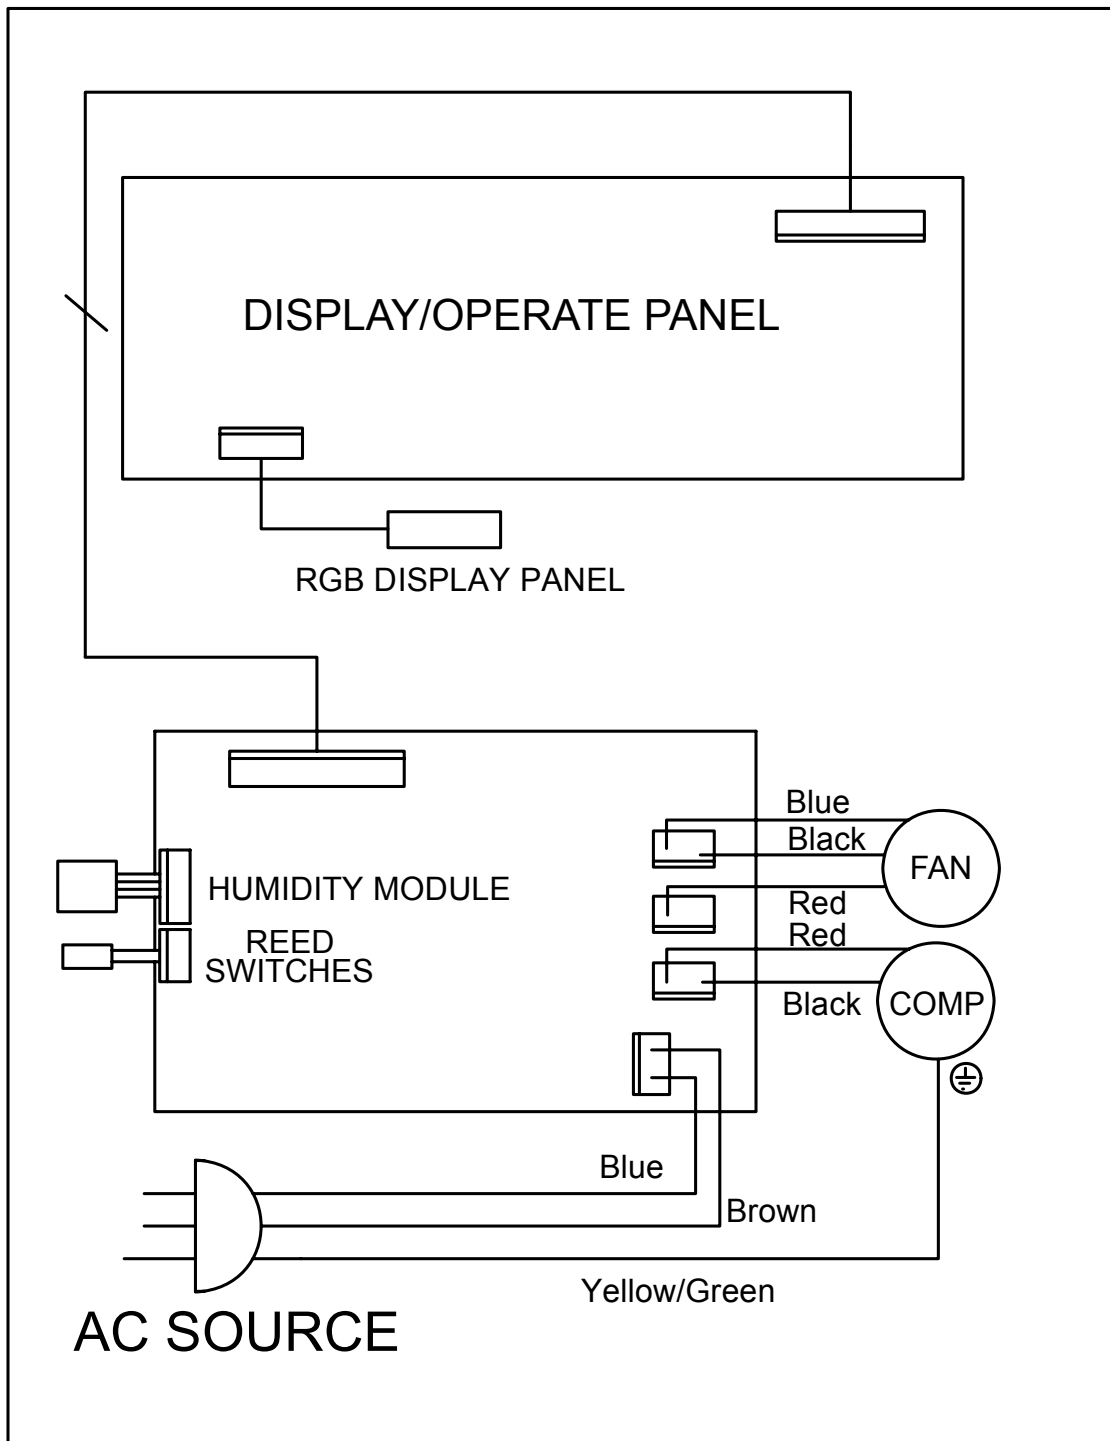 DISPLAY/OPERATE PANEL
RGB DISPLAY PANEL
Blue
Black
FAN
HUMIDITY MODULE
Red
REED
SWITCHES
Red
Black
COMP
Blue
Brown
Yellow/Green
AC SOURCE